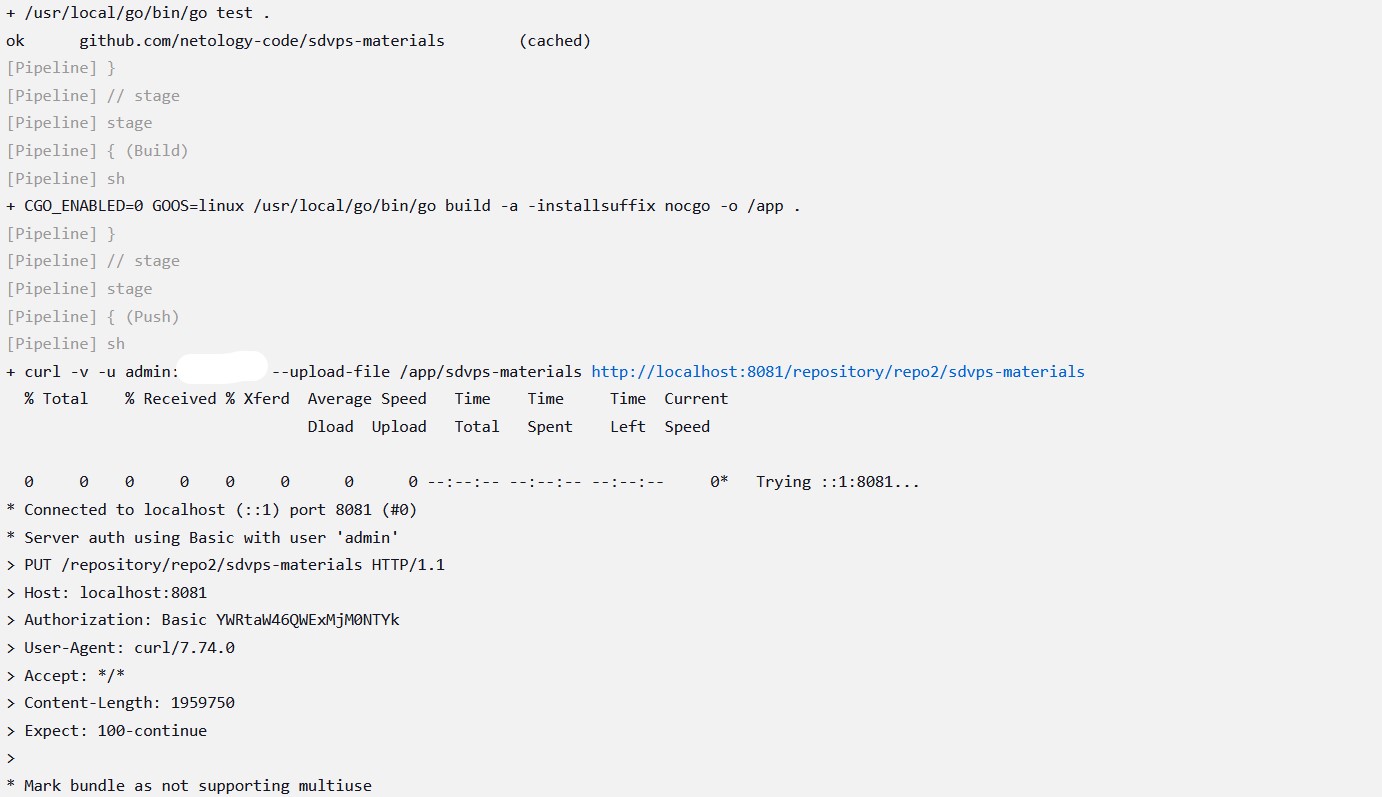 + /usr/local/go/bin/go test .
ok      github.com/netology-code/sdvps-materials        (cached)
[Pipeline] }
[Pipeline] // stage
[Pipeline] stage
[Pipeline] { (Build)
[Pipeline] sh
+ CGO_ENABLED=0 GOOS=linux /usr/local/go/bin/go build -a -installsuffix nocgo -o /app .
[Pipeline] }
[Pipeline] // stage
[Pipeline] stage
[Pipeline] { (Push)
[Pipeline] sh
+ curl -v -u admin: --upload-file /app/sdvps-materials http://localhost:8081/repository/repo2/sdvps-materials
% Total    % Received % Xferd  Average Speed   Time    Time     Time  Current
Dload  Upload   Total   Spent    Left  Speed
0     0    0     0    0     0      0      0 --:--:-- --:--:-- --:--:--     0*   Trying ::1:8081...
* Connected to localhost (::1) port 8081 (#0)
* Server auth using Basic with user 'admin'
> PUT /repository/repo2/sdvps-materials HTTP/1.1
> Host: localhost:8081
> Authorization: Basic YWRtaW46QWExMjM0NTYk
> User-Agent: curl/7.74.0
> Accept: */*
> Content-Length: 1959750
> Expect: 100-continue
>
* Mark bundle as not supporting multiuse